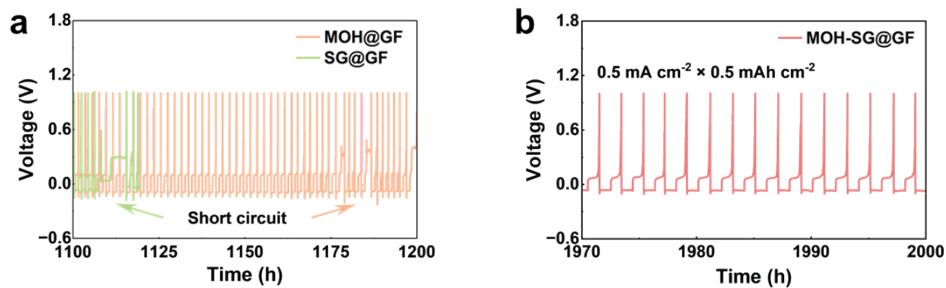 a
1.8
1.2
0.6
0.0
−0.6
Voltage (V)
MOH@GF
SG@GF
Short circuit
1100
1125
1150
1175
1200
Time (h)
b
1.8
1.2
0.6
0.0
−0.6
Voltage (V)
MOH-SG@GF
0.5 mA cm⁻² × 0.5 mAh cm⁻²
1970
1980
1990
2000
Time (h)